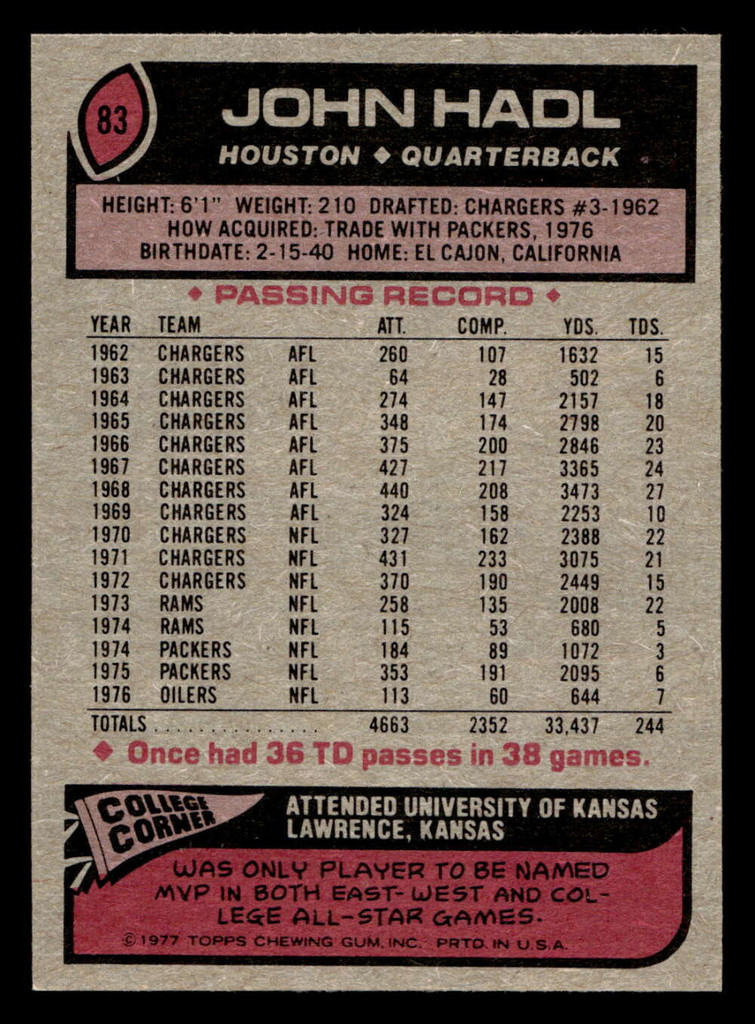 83
JOHN HADL
HOUSTON ♦ QUARTERBACK
HEIGHT: 6'1" WEIGHT: 210 DRAFTED: CHARGERS #3-1962
HOW ACQUIRED: TRADE WITH PACKERS, 1976
BIRTHDATE: 2-15-40 HOME: EL CAJON, CALIFORNIA
♦ PASSING RECORD ♦
YEAR TEAM ATT. COMP. YDS. TDS.
1962 CHARGERS AFL 260 107 1632 15
1963 CHARGERS AFL 64 28 502 6
1964 CHARGERS AFL 274 147 2157 18
1965 CHARGERS AFL 348 174 2798 20
1966 CHARGERS AFL 375 200 2846 23
1967 CHARGERS AFL 427 217 3365 24
1968 CHARGERS AFL 440 208 3473 27
1969 CHARGERS AFL 324 158 2253 10
1970 CHARGERS NFL 327 162 2388 22
1971 CHARGERS NFL 431 233 3075 21
1972 CHARGERS NFL 370 190 2449 15
1973 RAMS NFL 258 135 2008 22
1974 RAMS NFL 115 53 680 5
1974 PACKERS NFL 184 89 1072 3
1975 PACKERS NFL 353 191 2095 6
1976 OILERS NFL 113 60 644 7
TOTALS ................ 4663 2352 33,437 244
♦ Once had 36 TD passes in 38 games.
COLLEGE CORNER
ATTENDED UNIVERSITY OF KANSAS
LAWRENCE, KANSAS
WAS ONLY PLAYER TO BE NAMED
MVP IN BOTH EAST-WEST AND COL-
LEGE ALL-STAR GAMES.
© 1977 TOPPS CHEWING GUM, INC. PRTD. IN U.S.A.